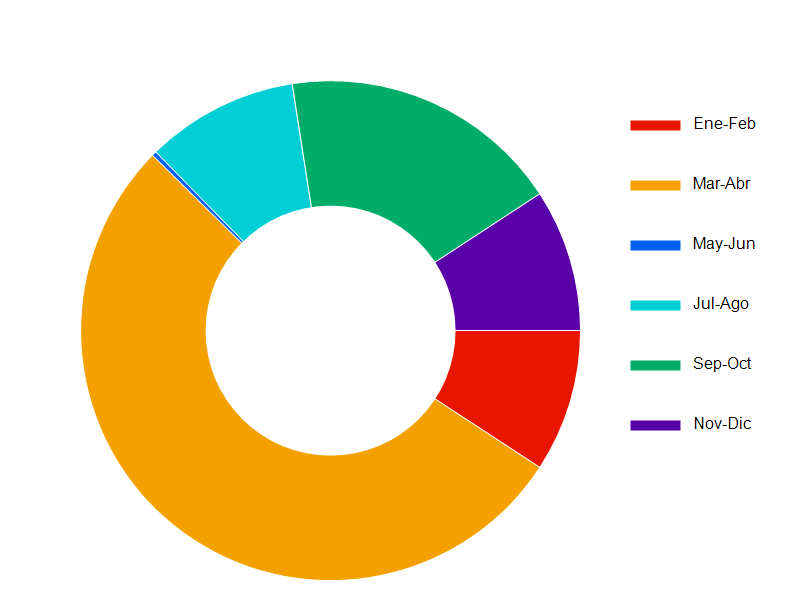 Ene-Feb
Mar-Abr
May-Jun
Jul-Ago
Sep-Oct
Nov-Dic